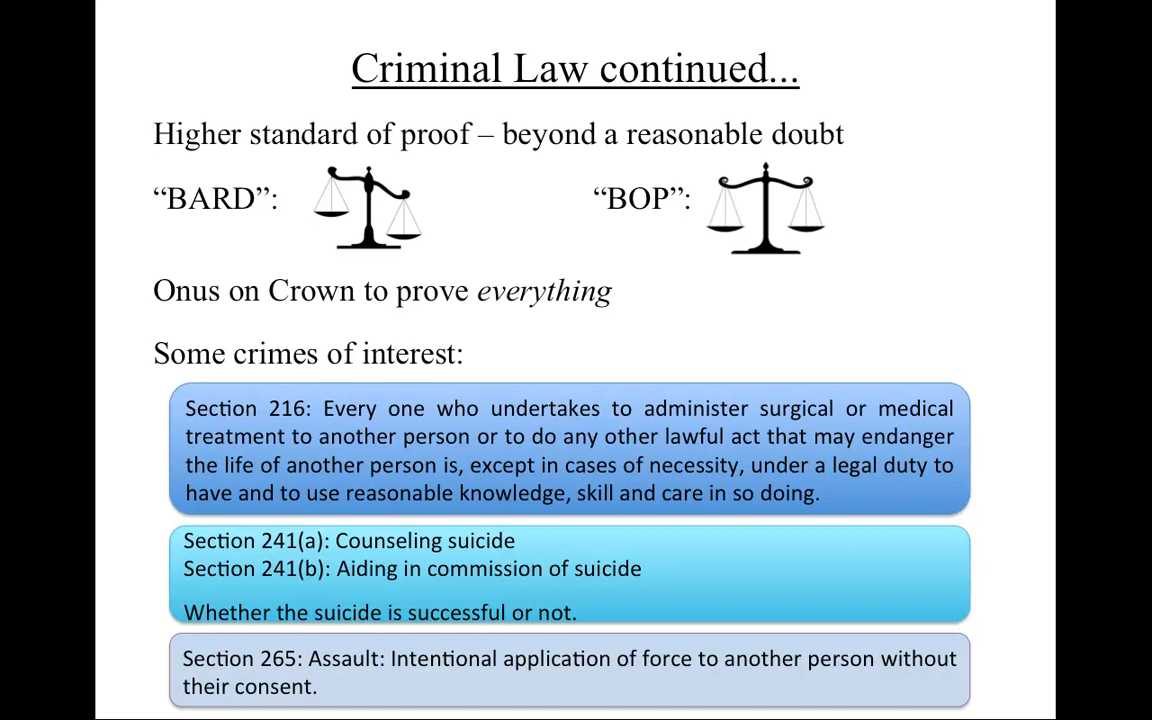 Criminal Law continued...
Higher standard of proof – beyond a reasonable doubt
“BARD”: “BOP”:
Onus on Crown to prove everything
Some crimes of interest:
Section 216: Every one who undertakes to administer surgical or medical
treatment to another person or to do any other lawful act that may endanger
the life of another person is, except in cases of necessity, under a legal duty to
have and to use reasonable knowledge, skill and care in so doing.
Section 241(a): Counseling suicide
Section 241(b): Aiding in commission of suicide
Whether the suicide is successful or not.
Section 265: Assault: Intentional application of force to another person without
their consent.